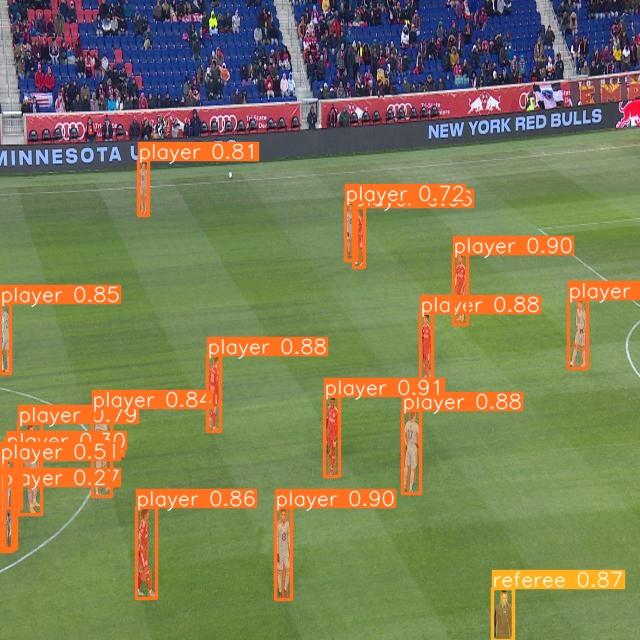 NEW YORK RED BULLS
MINNESOTA U
player 0.81
player 0.72
player 0.90
player 0.85
player
player 0.88
player 0.88
player 0.91
player 0.84
player 0.88
player 0.79
0.30
player 0.51
player 0.27
player 0.86
player 0.90
referee 0.87